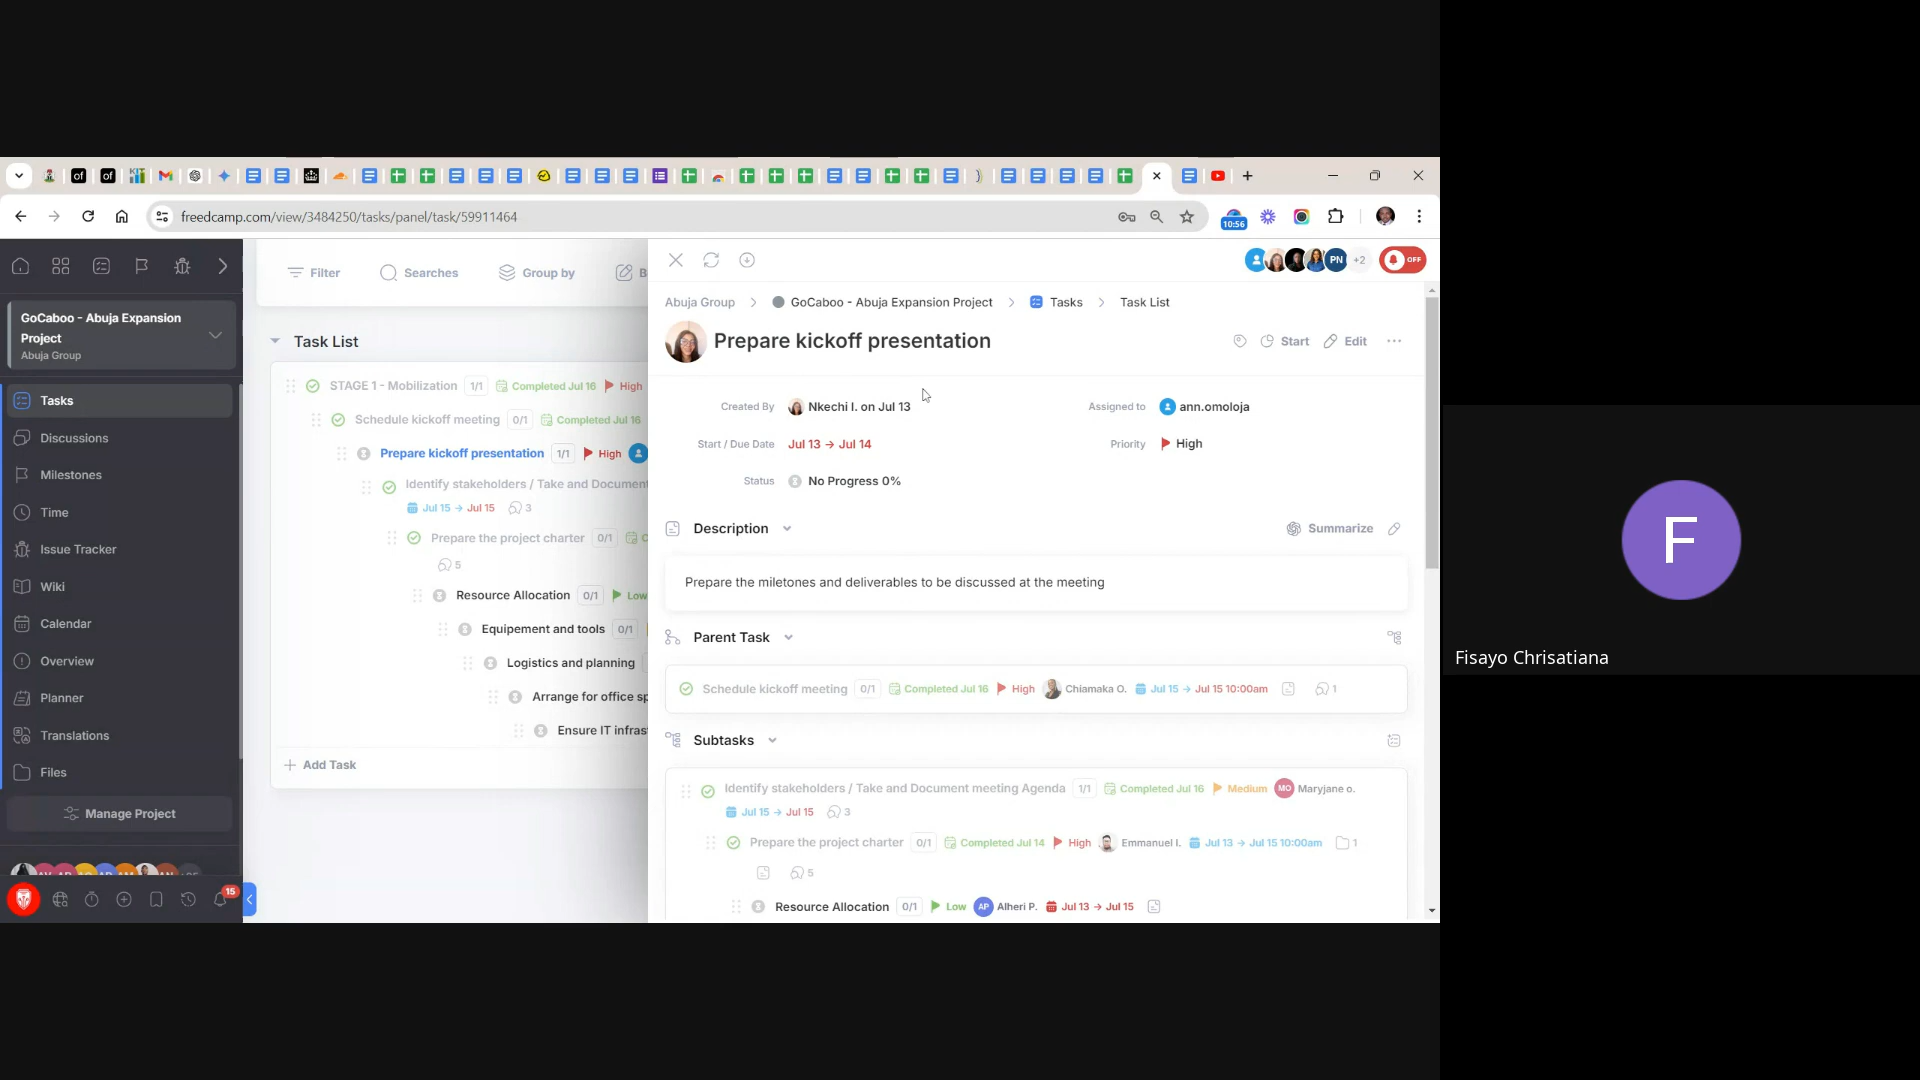 freedcamp.com/view/3484250/tasks/panel/task/59911464
10:56
GoCaboo - Abuja Expansion
Project
Abuja Group
Tasks
Discussions
Milestones
Time
Issue Tracker
Wiki
Calendar
Overview
Planner
Translations
Files
Manage Project
15
Filter
Searches
Group by
B
Task List
STAGE 1 - Mobilization 1/1 Completed Jul 16 High
Schedule kickoff meeting 0/1 Completed Jul 16
Prepare kickoff presentation 1/1 High
Identify stakeholders / Take and Document
Jul 15 → Jul 15 3
Prepare the project charter 0/1
5
Resource Allocation 0/1 Low
Equipement and tools 0/1
Logistics and planning
Arrange for office sp
Ensure IT infras
Add Task
PN +2 OFF
Abuja Group > GoCaboo - Abuja Expansion Project > Tasks > Task List
Prepare kickoff presentation
Start Edit
Created By Nkechi I. on Jul 13
Assigned to ann.omoloja
Start / Due Date Jul 13 → Jul 14
Priority High
Status No Progress 0%
Description
Summarize
Prepare the miletones and deliverables to be discussed at the meeting
Parent Task
Schedule kickoff meeting 0/1 Completed Jul 16 High Chiamaka O. Jul 15 → Jul 15 10:00am 1
Subtasks
Identify stakeholders / Take and Document meeting Agenda 1/1 Completed Jul 16 Medium MO Maryjane o.
Jul 15 → Jul 15 3
Prepare the project charter 0/1 Completed Jul 14 High Emmanuel I. Jul 13 → Jul 15 10:00am 1
5
Resource Allocation 0/1 Low AP Alheri P. Jul 13 → Jul 15
F
Fisayo Chrisatiana